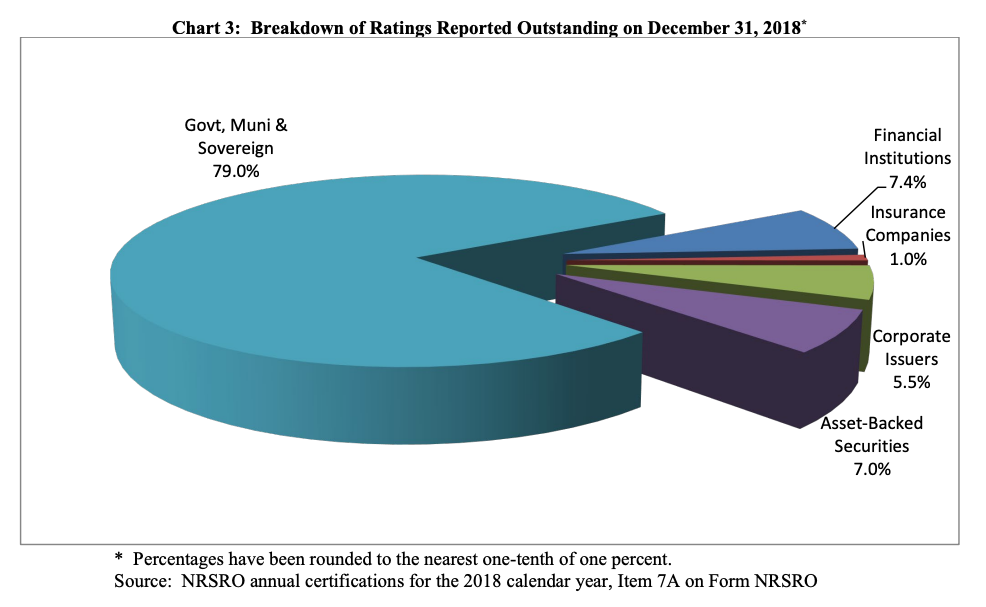 Chart 3:  Breakdown of Ratings Reported Outstanding on December 31, 2018*
Govt, Muni &
Sovereign
79.0%
Financial
Institutions
7.4%
Insurance
Companies
1.0%
Corporate
Issuers
5.5%
Asset-Backed
Securities
7.0%
*  Percentages have been rounded to the nearest one-tenth of one percent.
Source:  NRSRO annual certifications for the 2018 calendar year, Item 7A on Form NRSRO